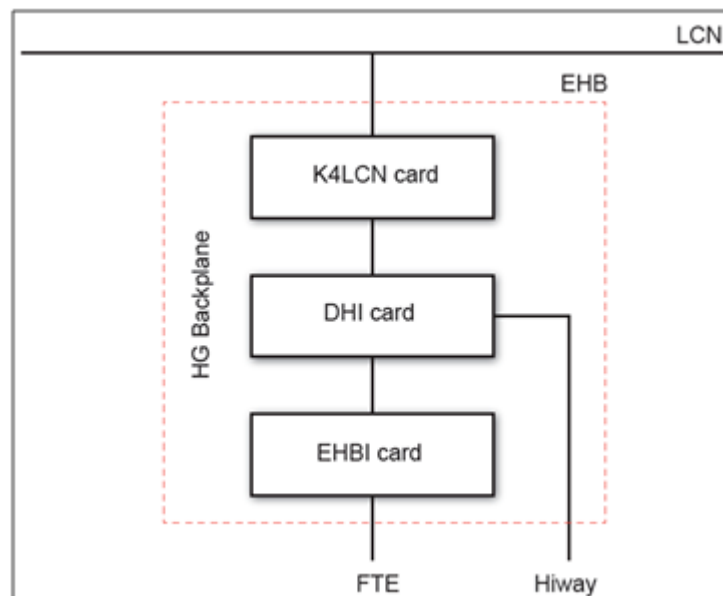 LCN
EHB
K4LCN card
HG Backplane
DHI card
EHBI card
FTE
Hiway